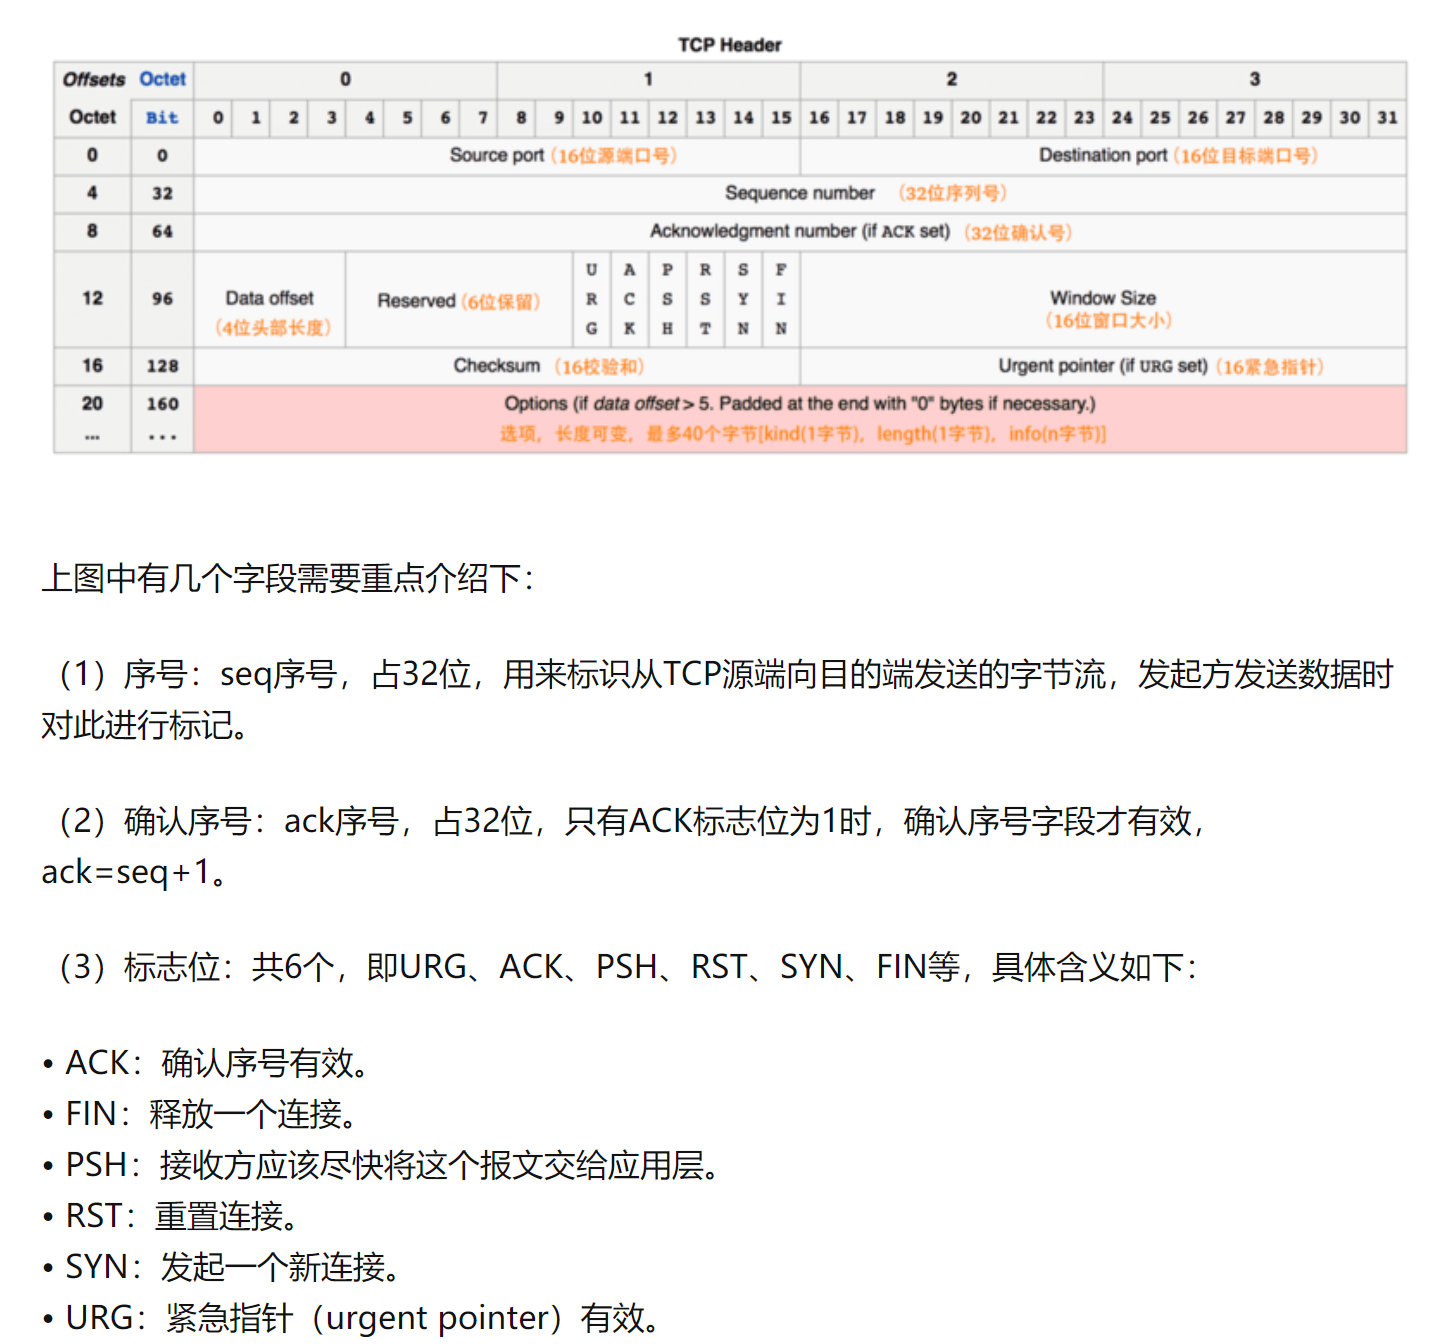 TCP Header
Offsets Octet 0 1 2 3
Octet Bit 0 1 2 3 4 5 6 7 8 9 10 11 12 13 14 15 16 17 18 19 20 21 22 23 24 25 26 27 28 29 30 31
0 0 Source port（16位源端口号） Destination port（16位目标端口号）
4 32 Sequence number （32位序列号）
8 64 Acknowledgment number (if ACK set) （32位确认号）
12 96 Data offset（4位头部长度） Reserved（6位保留） URG ACK PSH RST SYN FIN Window Size（16位窗口大小）
16 128 Checksum （16校验和） Urgent pointer (if URG set)（16紧急指针）
20 160 Options (if data offset > 5. Padded at the end with "0" bytes if necessary.)
... ... 选项，长度可变，最多40个字节[kind(1字节)，length(1字节)，info(n字节)]
上图中有几个字段需要重点介绍下：
（1）序号：seq序号，占32位，用来标识从TCP源端向目的端发送的字节流，发起方发送数据时
对此进行标记。
（2）确认序号：ack序号，占32位，只有ACK标志位为1时，确认序号字段才有效，
ack=seq+1。
（3）标志位：共6个，即URG、ACK、PSH、RST、SYN、FIN等，具体含义如下：
• ACK：确认序号有效。
• FIN：释放一个连接。
• PSH：接收方应该尽快将这个报文交给应用层。
• RST：重置连接。
• SYN：发起一个新连接。
• URG：紧急指针（urgent pointer）有效。